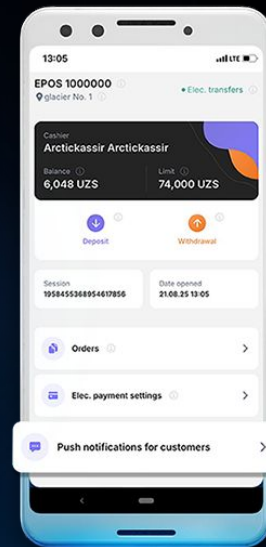 13:05
LTE
EPOS 1000000
glacier No. 1
Elec. transfers
Cashier
Arctickassir Arctickassir
Balance
Limit
6,048 UZS
74,000 UZS
Deposit
Withdrawal
Session
Date opened
1958455368954617856
21.08.25 13:05
Orders
Elec. payment settings
Push notifications for customers